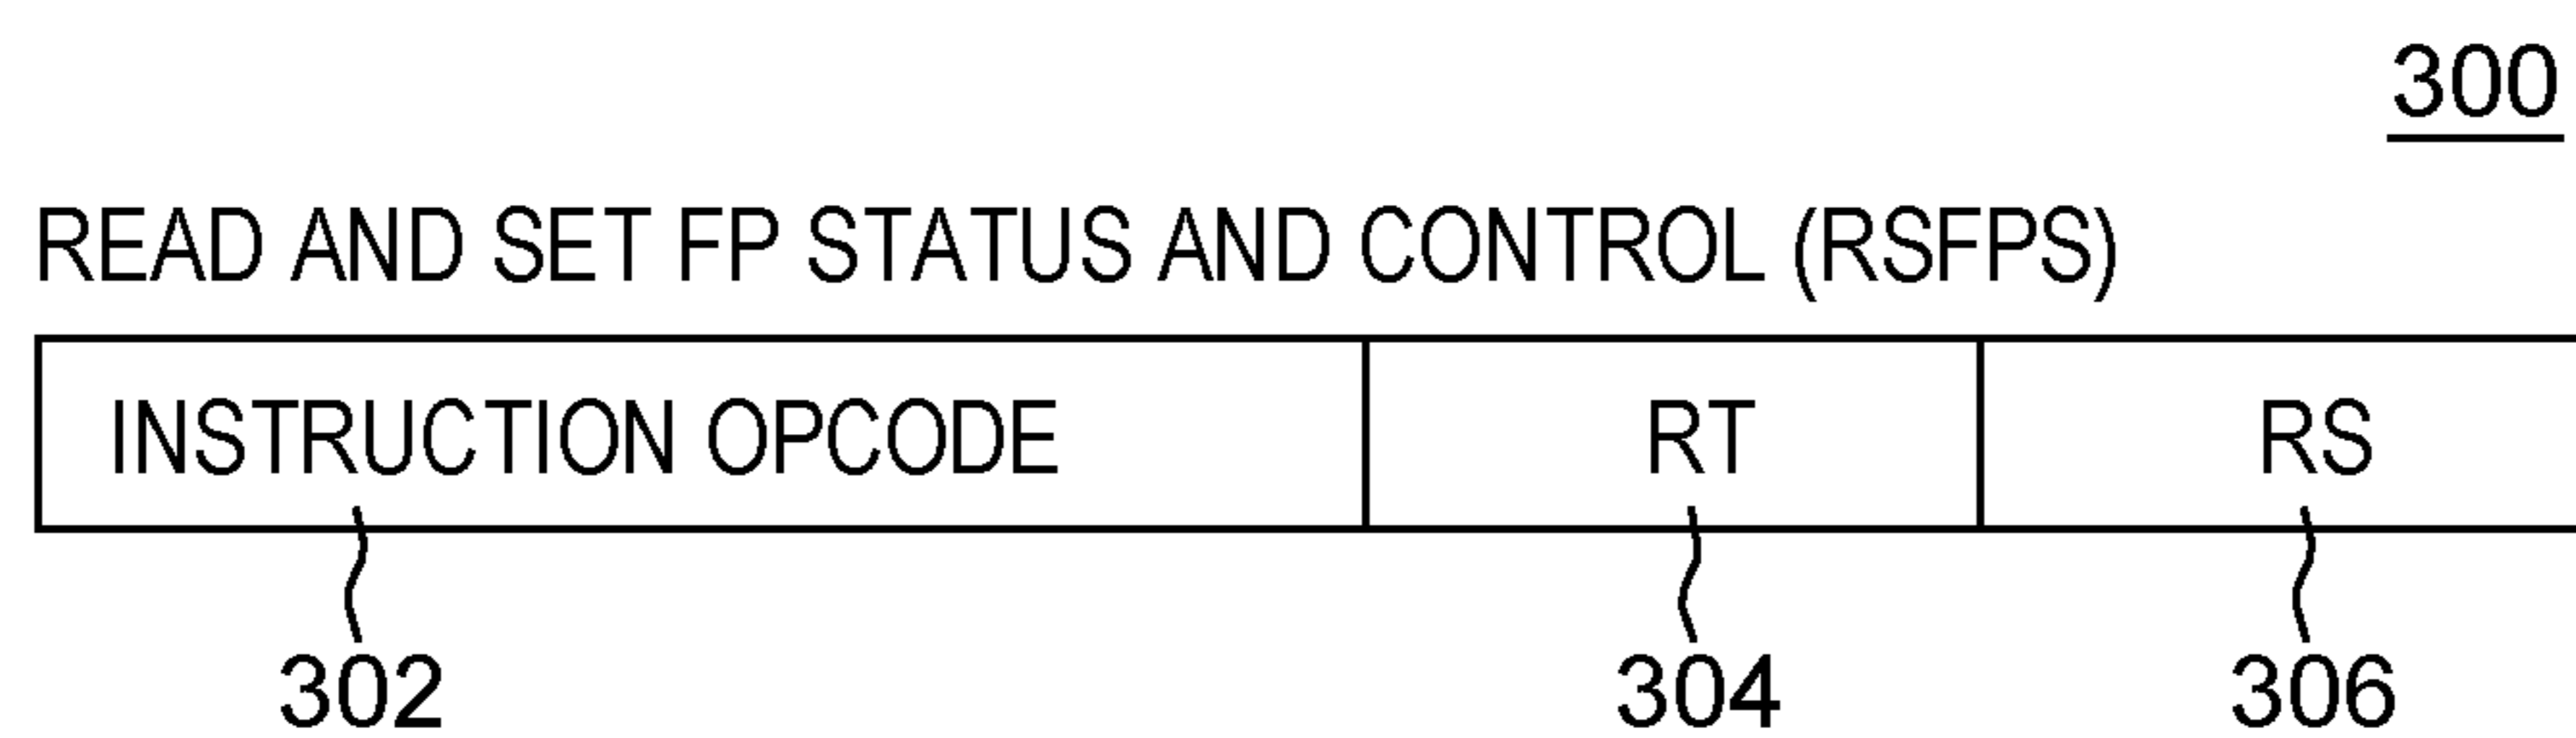 300
READ AND SET FP STATUS AND CONTROL (RSFPS)
INSTRUCTION OPCODE RT RS
302 304 306